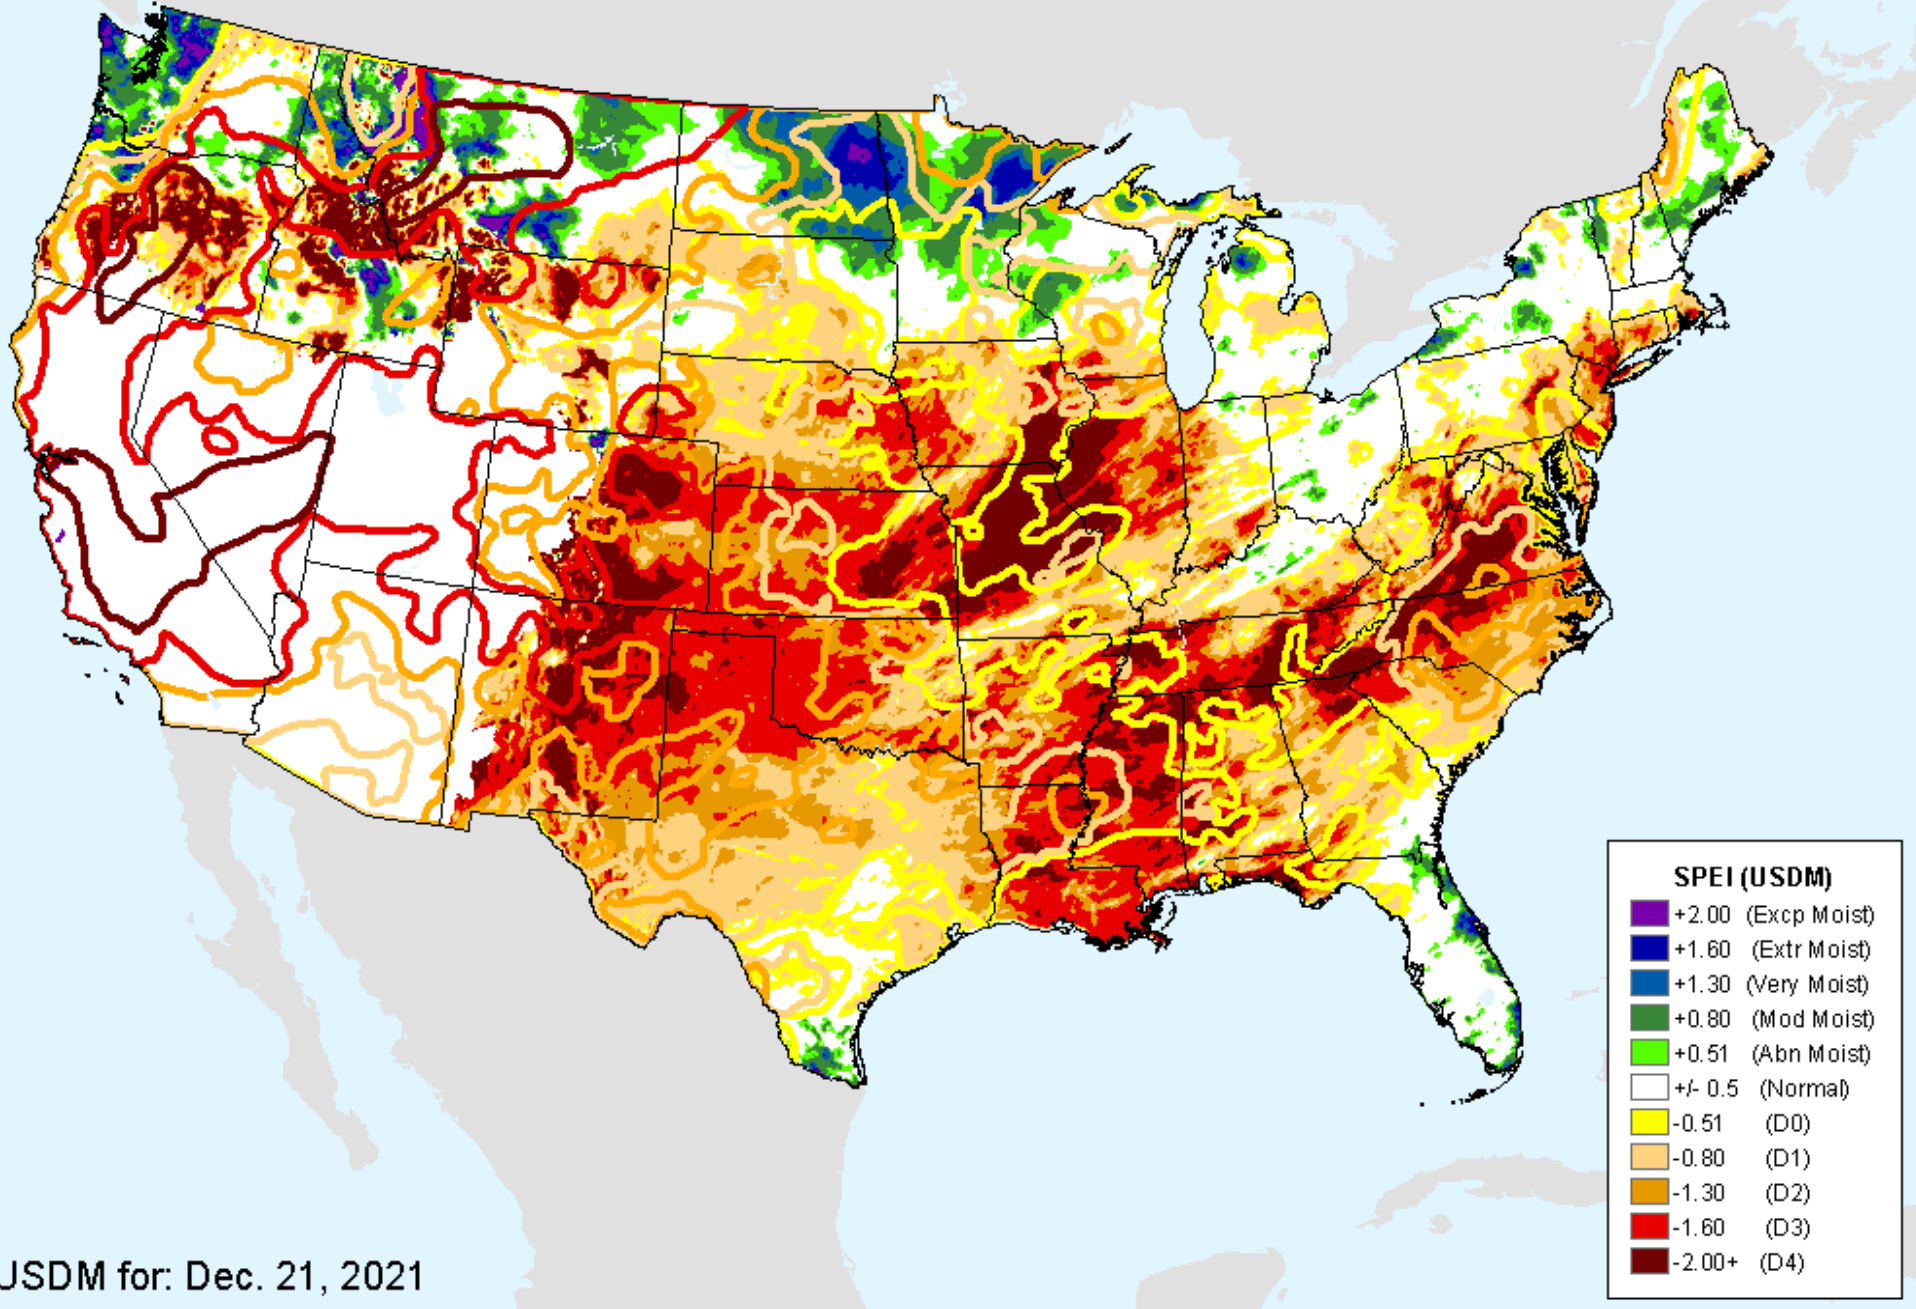 SPEI (USDM)
+2.00 (Excp Moist)
+1.60 (Extr Moist)
+1.30 (Very Moist)
+0.80 (Mod Moist)
+0.51 (Abn Moist)
+/- 0.5 (Normal)
-0.51 (D0)
-0.80 (D1)
-1.30 (D2)
-1.60 (D3)
-2.00+ (D4)
USDM for: Dec. 21, 2021